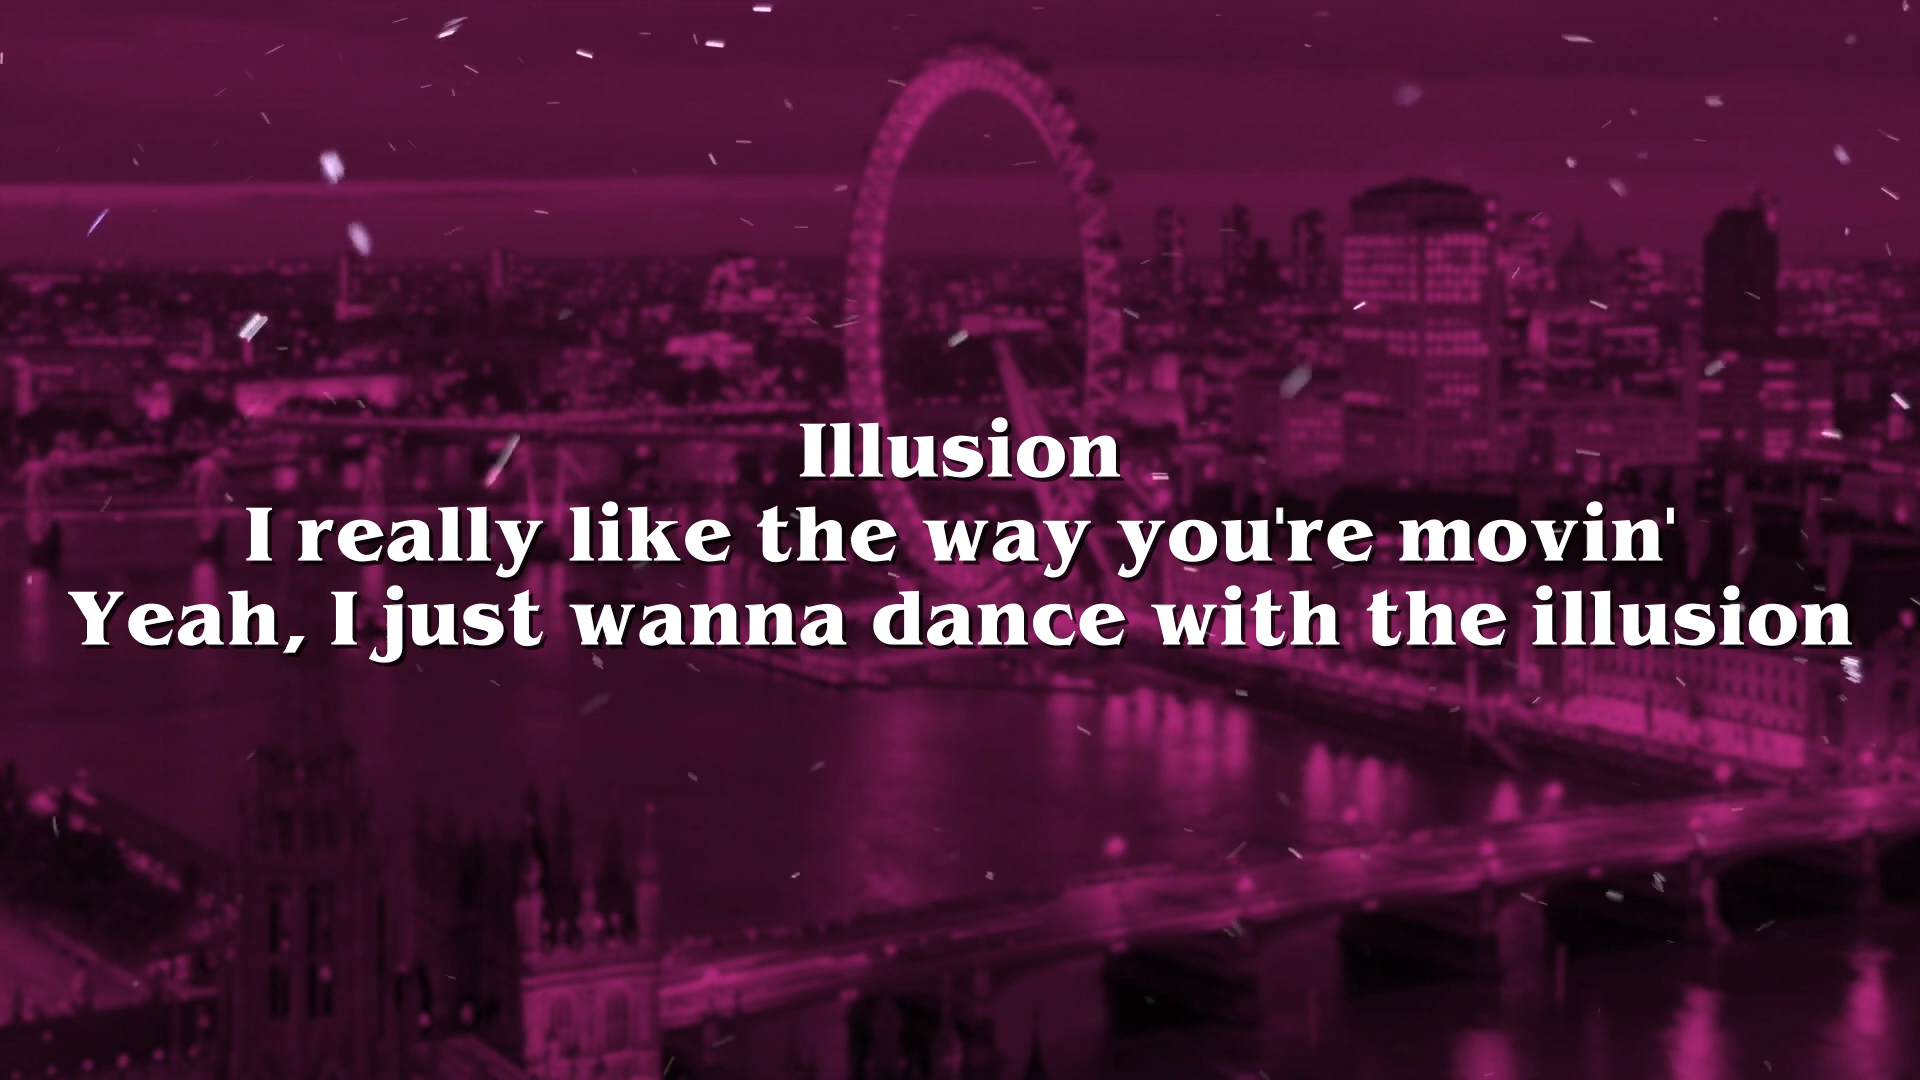 Illusion
I really like the way you're movin'
Yeah, I just wanna dance with the illusion